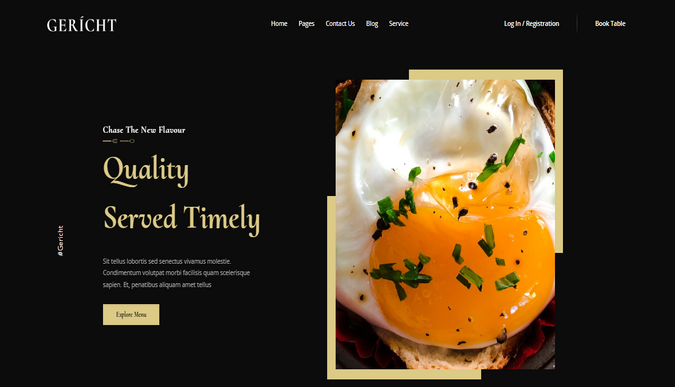 GERÍCHT
Home Pages Contact Us Blog Service
Log In / Registration
Book Table
Chase The New Flavour
Quality
Served Timely
#Gericht
Sit tellus lobortis sed senectus vivamus molestie.
Condimentum volutpat morbi facilisis quam scelerisque
sapien. Et, penatibus aliquam amet tellus
Explore Menu